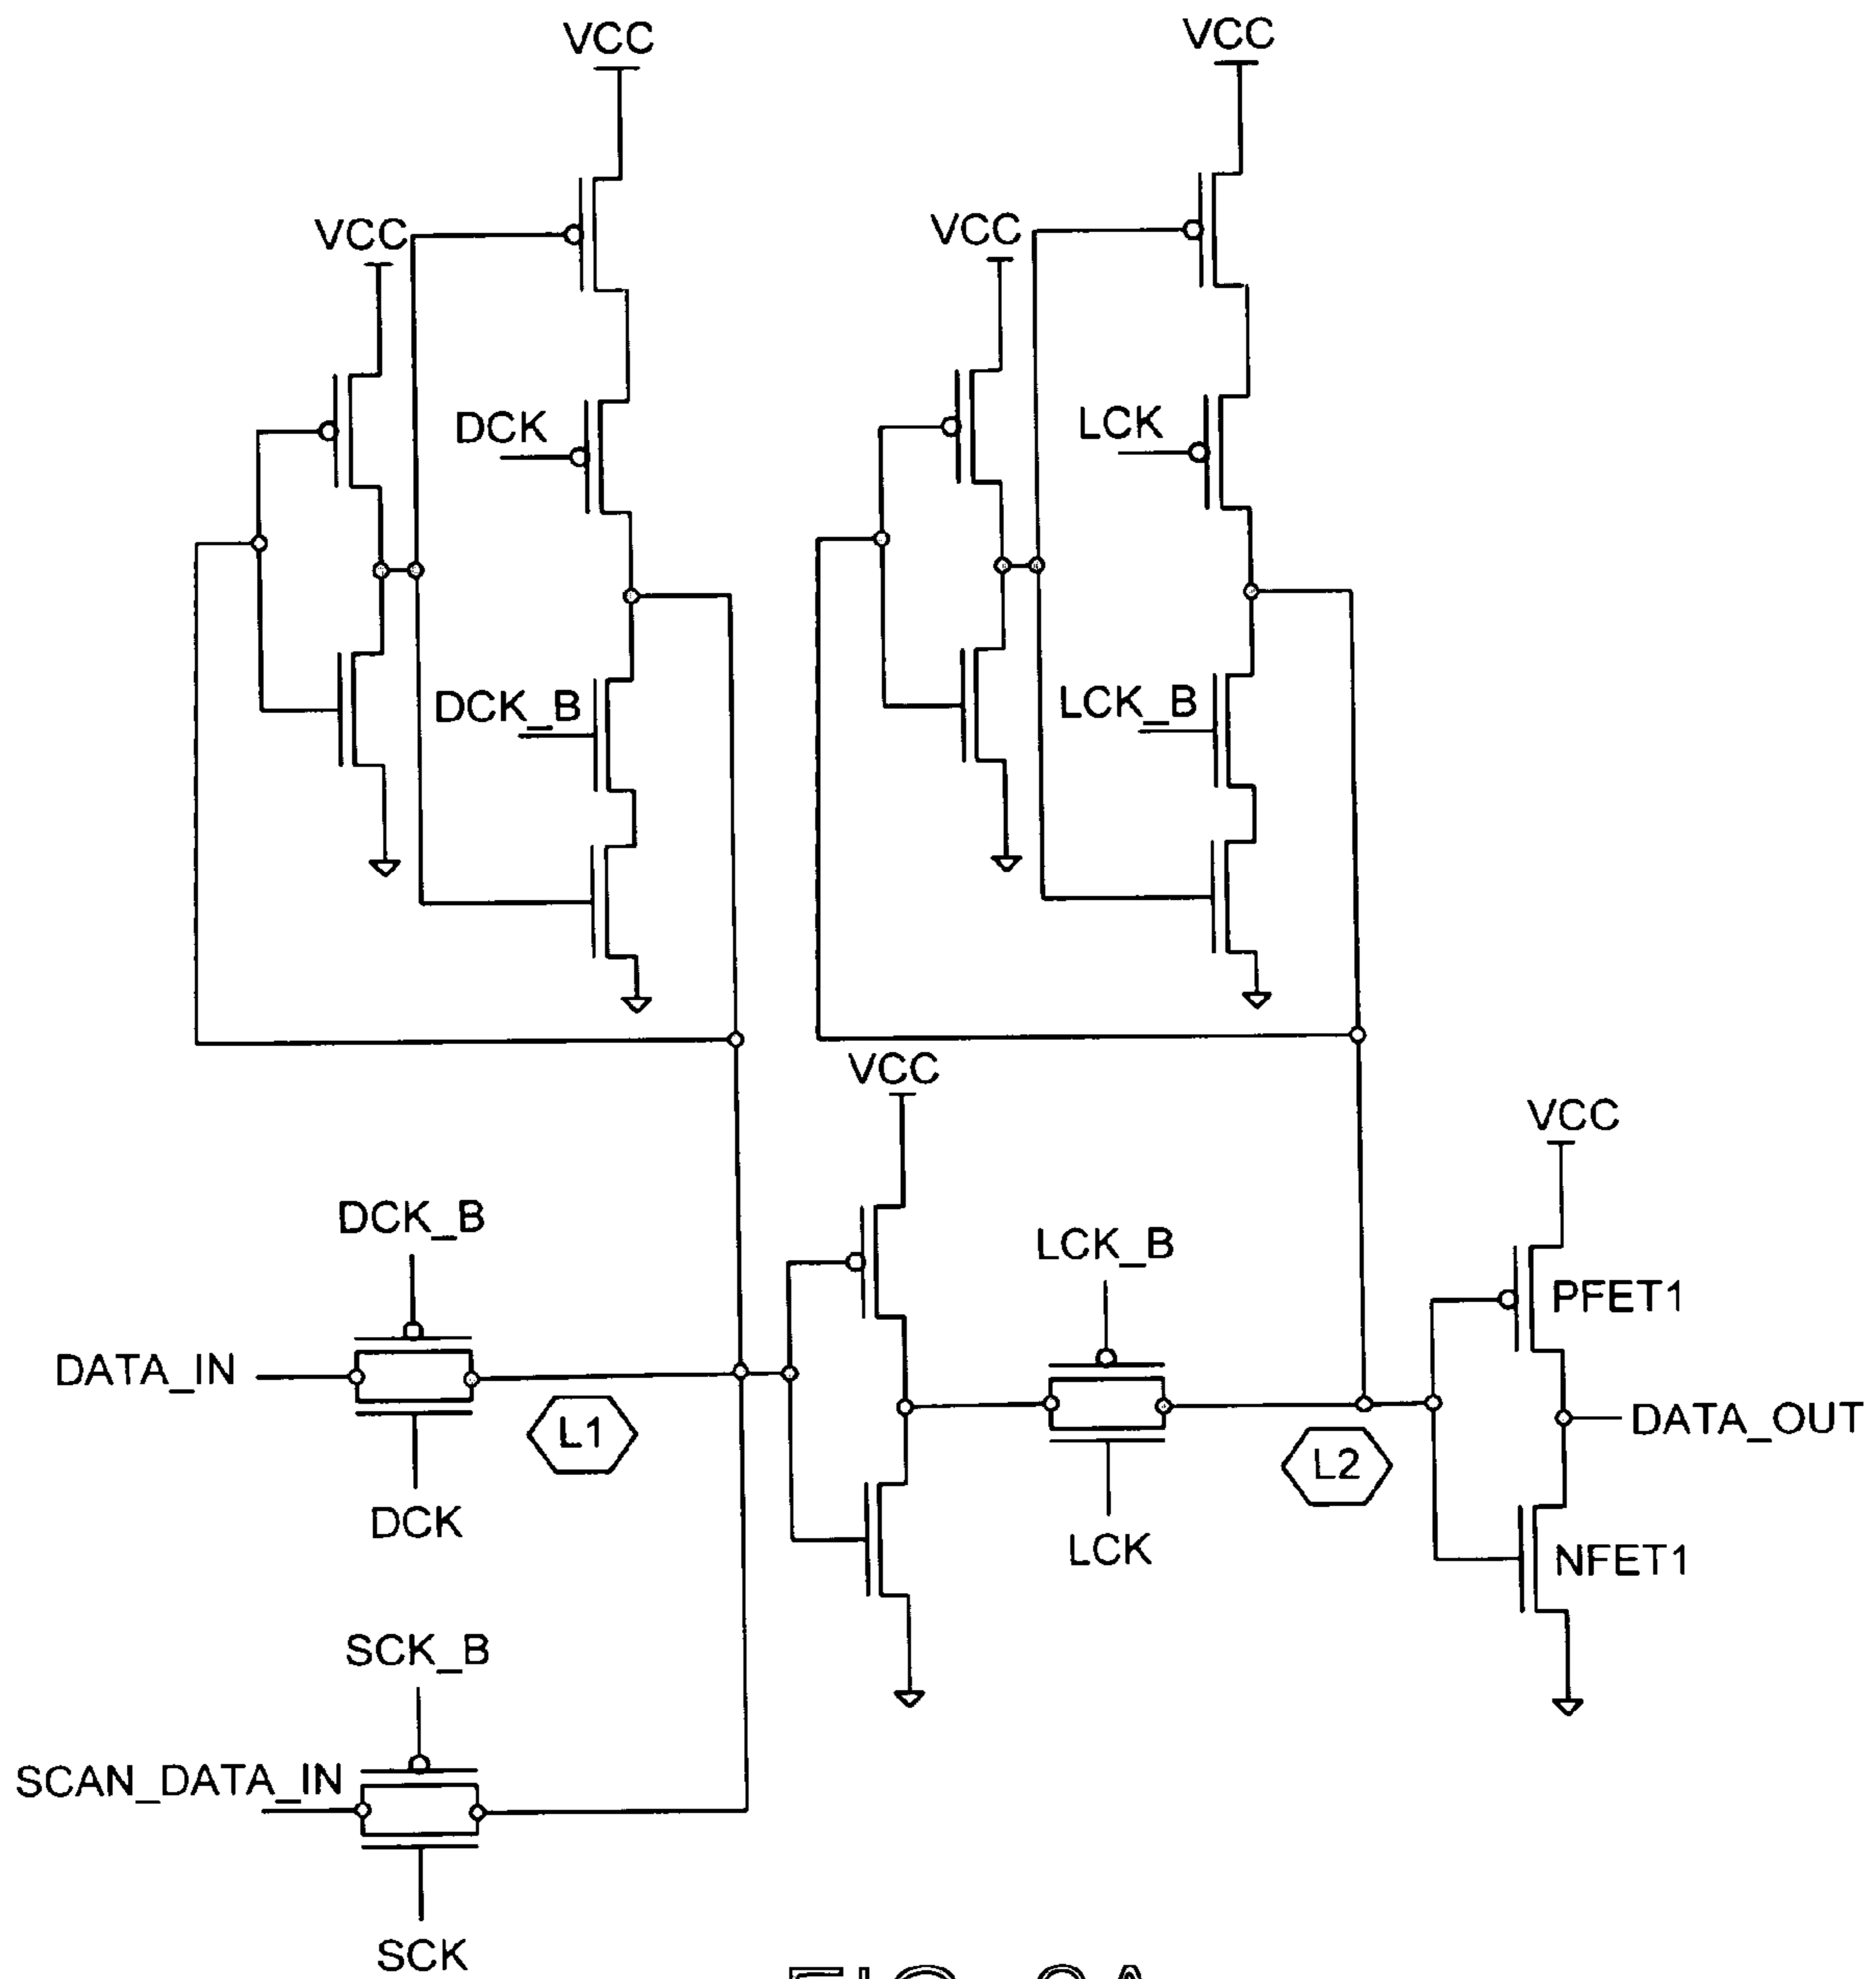 VCC
VCC
VCC
VCC
DCK
LCK
DCK_B
LCK_B
VCC
VCC
DCK_B
LCK_B
PFET1
DATA_IN
L1
DATA_OUT
L2
DCK
LCK
NFET1
SCK_B
SCAN_DATA_IN
SCK